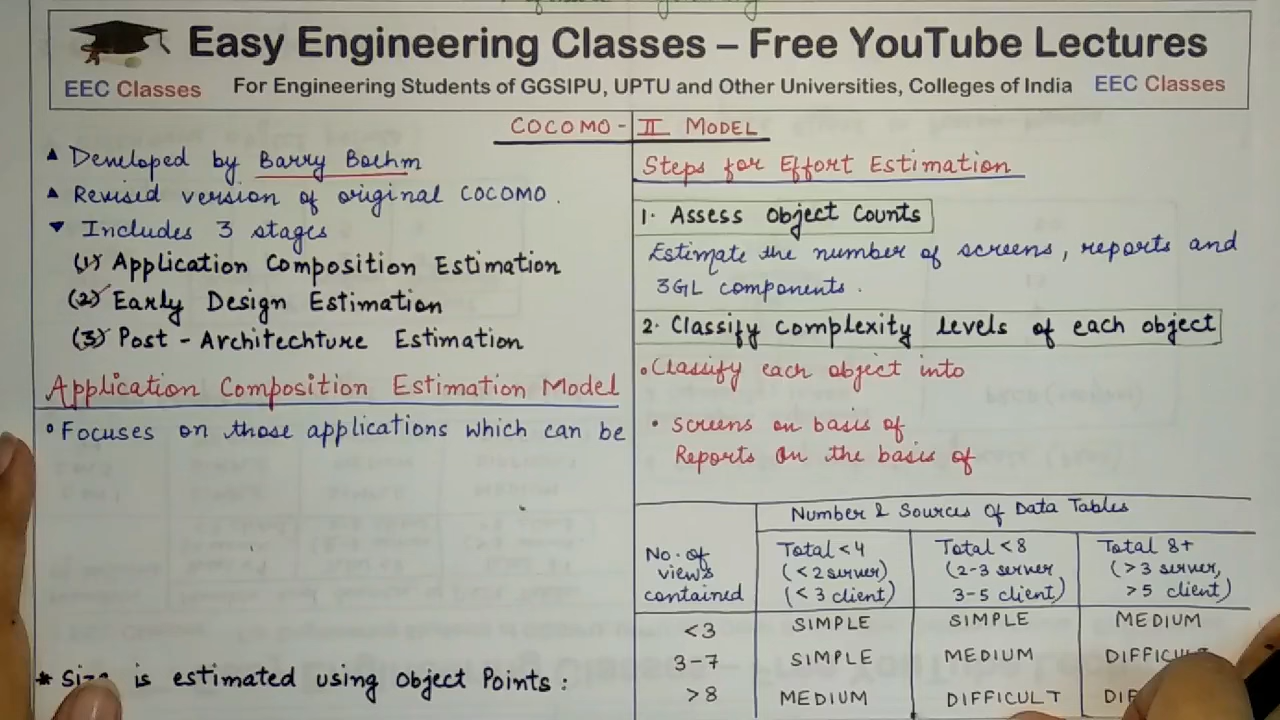 Easy Engineering Classes – Free YouTube Lectures
EEC Classes
For Engineering Students of GGSIPU, UPTU and Other Universities, Colleges of India
EEC Classes
COCOMO - II MODEL
▲ Developed by Barry Boehm
▲ Revised version of original COCOMO.
▼ Includes 3 stages
(1) Application Composition Estimation
(2) Early Design Estimation
(3) Post - Architechture Estimation
Application Composition Estimation Model
° Focuses on those applications which can be
* Size is estimated using Object Points :
Steps for Effort Estimation
1. Assess Object Counts
Estimate the number of screens, reports and
3GL components.
2. Classify complexity levels of each object
• Classify each object into
• Screens on basis of
Reports on the basis of
Number & Sources of Data Tables
No. of views contained
Total < 4
(< 2 server)
(< 3 client)
Total < 8
(2-3 server
3-5 client)
Total 8+
(> 3 server,
> 5 client)
< 3 SIMPLE SIMPLE MEDIUM
3-7 SIMPLE MEDIUM
> 8 MEDIUM DIFFICULT